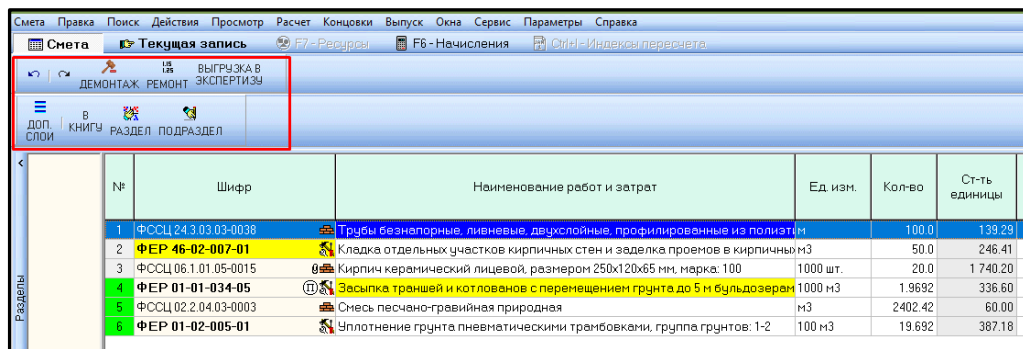 Смета Правка Поиск Действия Просмотр Расчет Концовки Выпуск Окна Сервис Параметры Справка
Смета Текущая запись F7 - Ресурсы F6 - Начисления Ctrl+I - Индексы пересчета
ДЕМОНТАЖ 1,15 1.25 РЕМОНТ ВЫГРУЗКА В ЭКСПЕРТИЗУ
ДОП. СЛОИ В КНИГУ РАЗДЕЛ ПОДРАЗДЕЛ
Разделы
№ Шифр Наименование работ и затрат Ед. изм. Кол-во Ст-ть единицы
1 ФССЦ 24.3.03.03-0038 Трубы безнапорные, ливневые, двухслойные, профилированные из полиэти м 100.0 139.29
2 ФЕР 46-02-007-01 Кладка отдельных участков кирпичных стен и заделка проемов в кирпичны м3 50.0 246.41
3 ФССЦ 06.1.01.05-0015 Кирпич керамический лицевой, размером 250х120х65 мм, марка: 100 1000 шт. 20.0 1 740.20
4 ФЕР 01-01-034-05 П Засыпка траншей и котлованов с перемещением грунта до 5 м бульдозерам 1000 м3 1.9692 336.60
5 ФССЦ 02.2.04.03-0003 Смесь песчано-гравийная природная м3 2402.42 60.00
6 ФЕР 01-02-005-01 Уплотнение грунта пневматическими трамбовками, группа грунтов: 1-2 100 м3 19.692 387.18